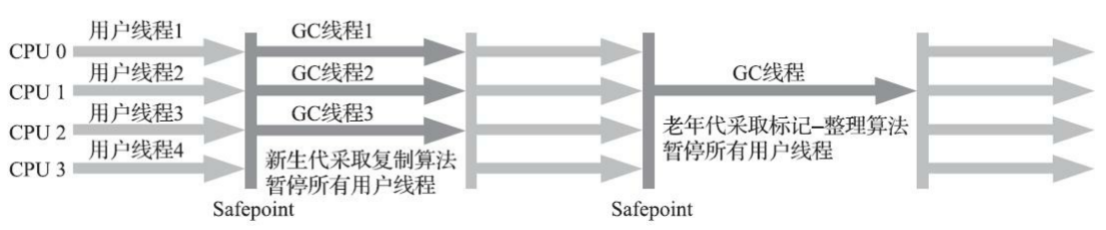 CPU 0
用户线程1
GC线程1
CPU 1
用户线程2
GC线程2
GC线程
CPU 2
用户线程3
GC线程3
CPU 3
用户线程4
新生代采取复制算法
暂停所有用户线程
老年代采取标记–整理算法
暂停所有用户线程
Safepoint
Safepoint